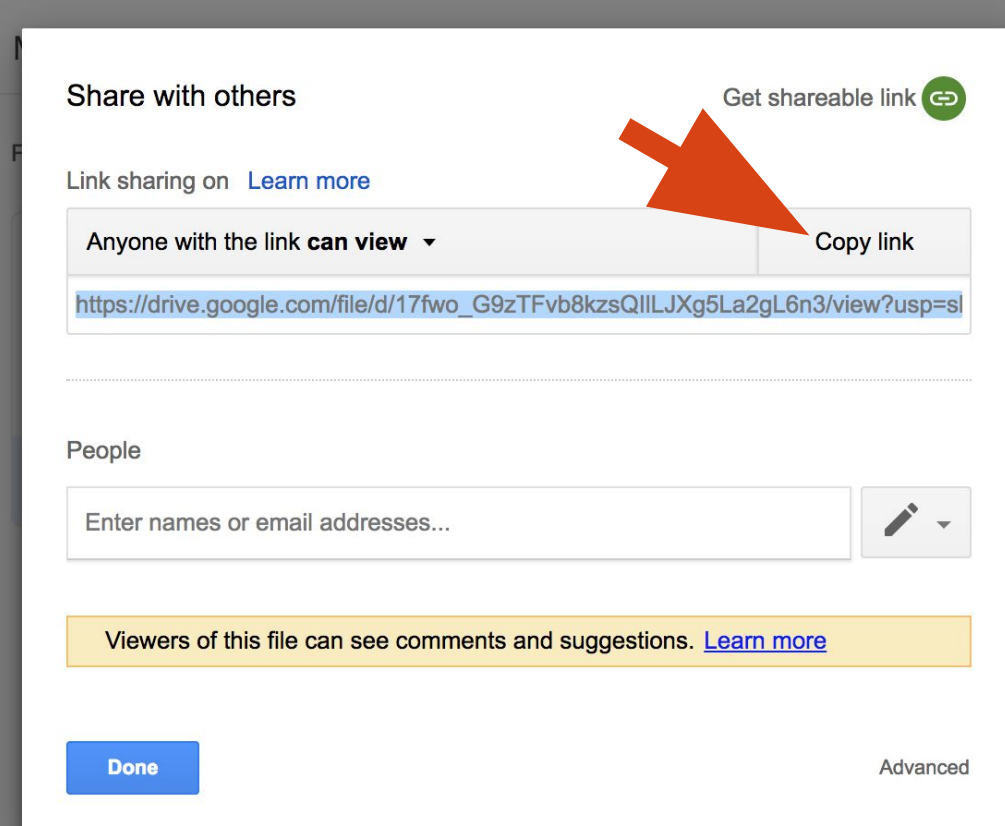 Share with others
Get shareable link
Link sharing on Learn more
Anyone with the link can view
Copy link
https://drive.google.com/file/d/17fwo_G9zTFvb8kzsQIlLJXg5La2gL6n3/view?usp=sl
People
Enter names or email addresses...
Viewers of this file can see comments and suggestions. Learn more
Done
Advanced